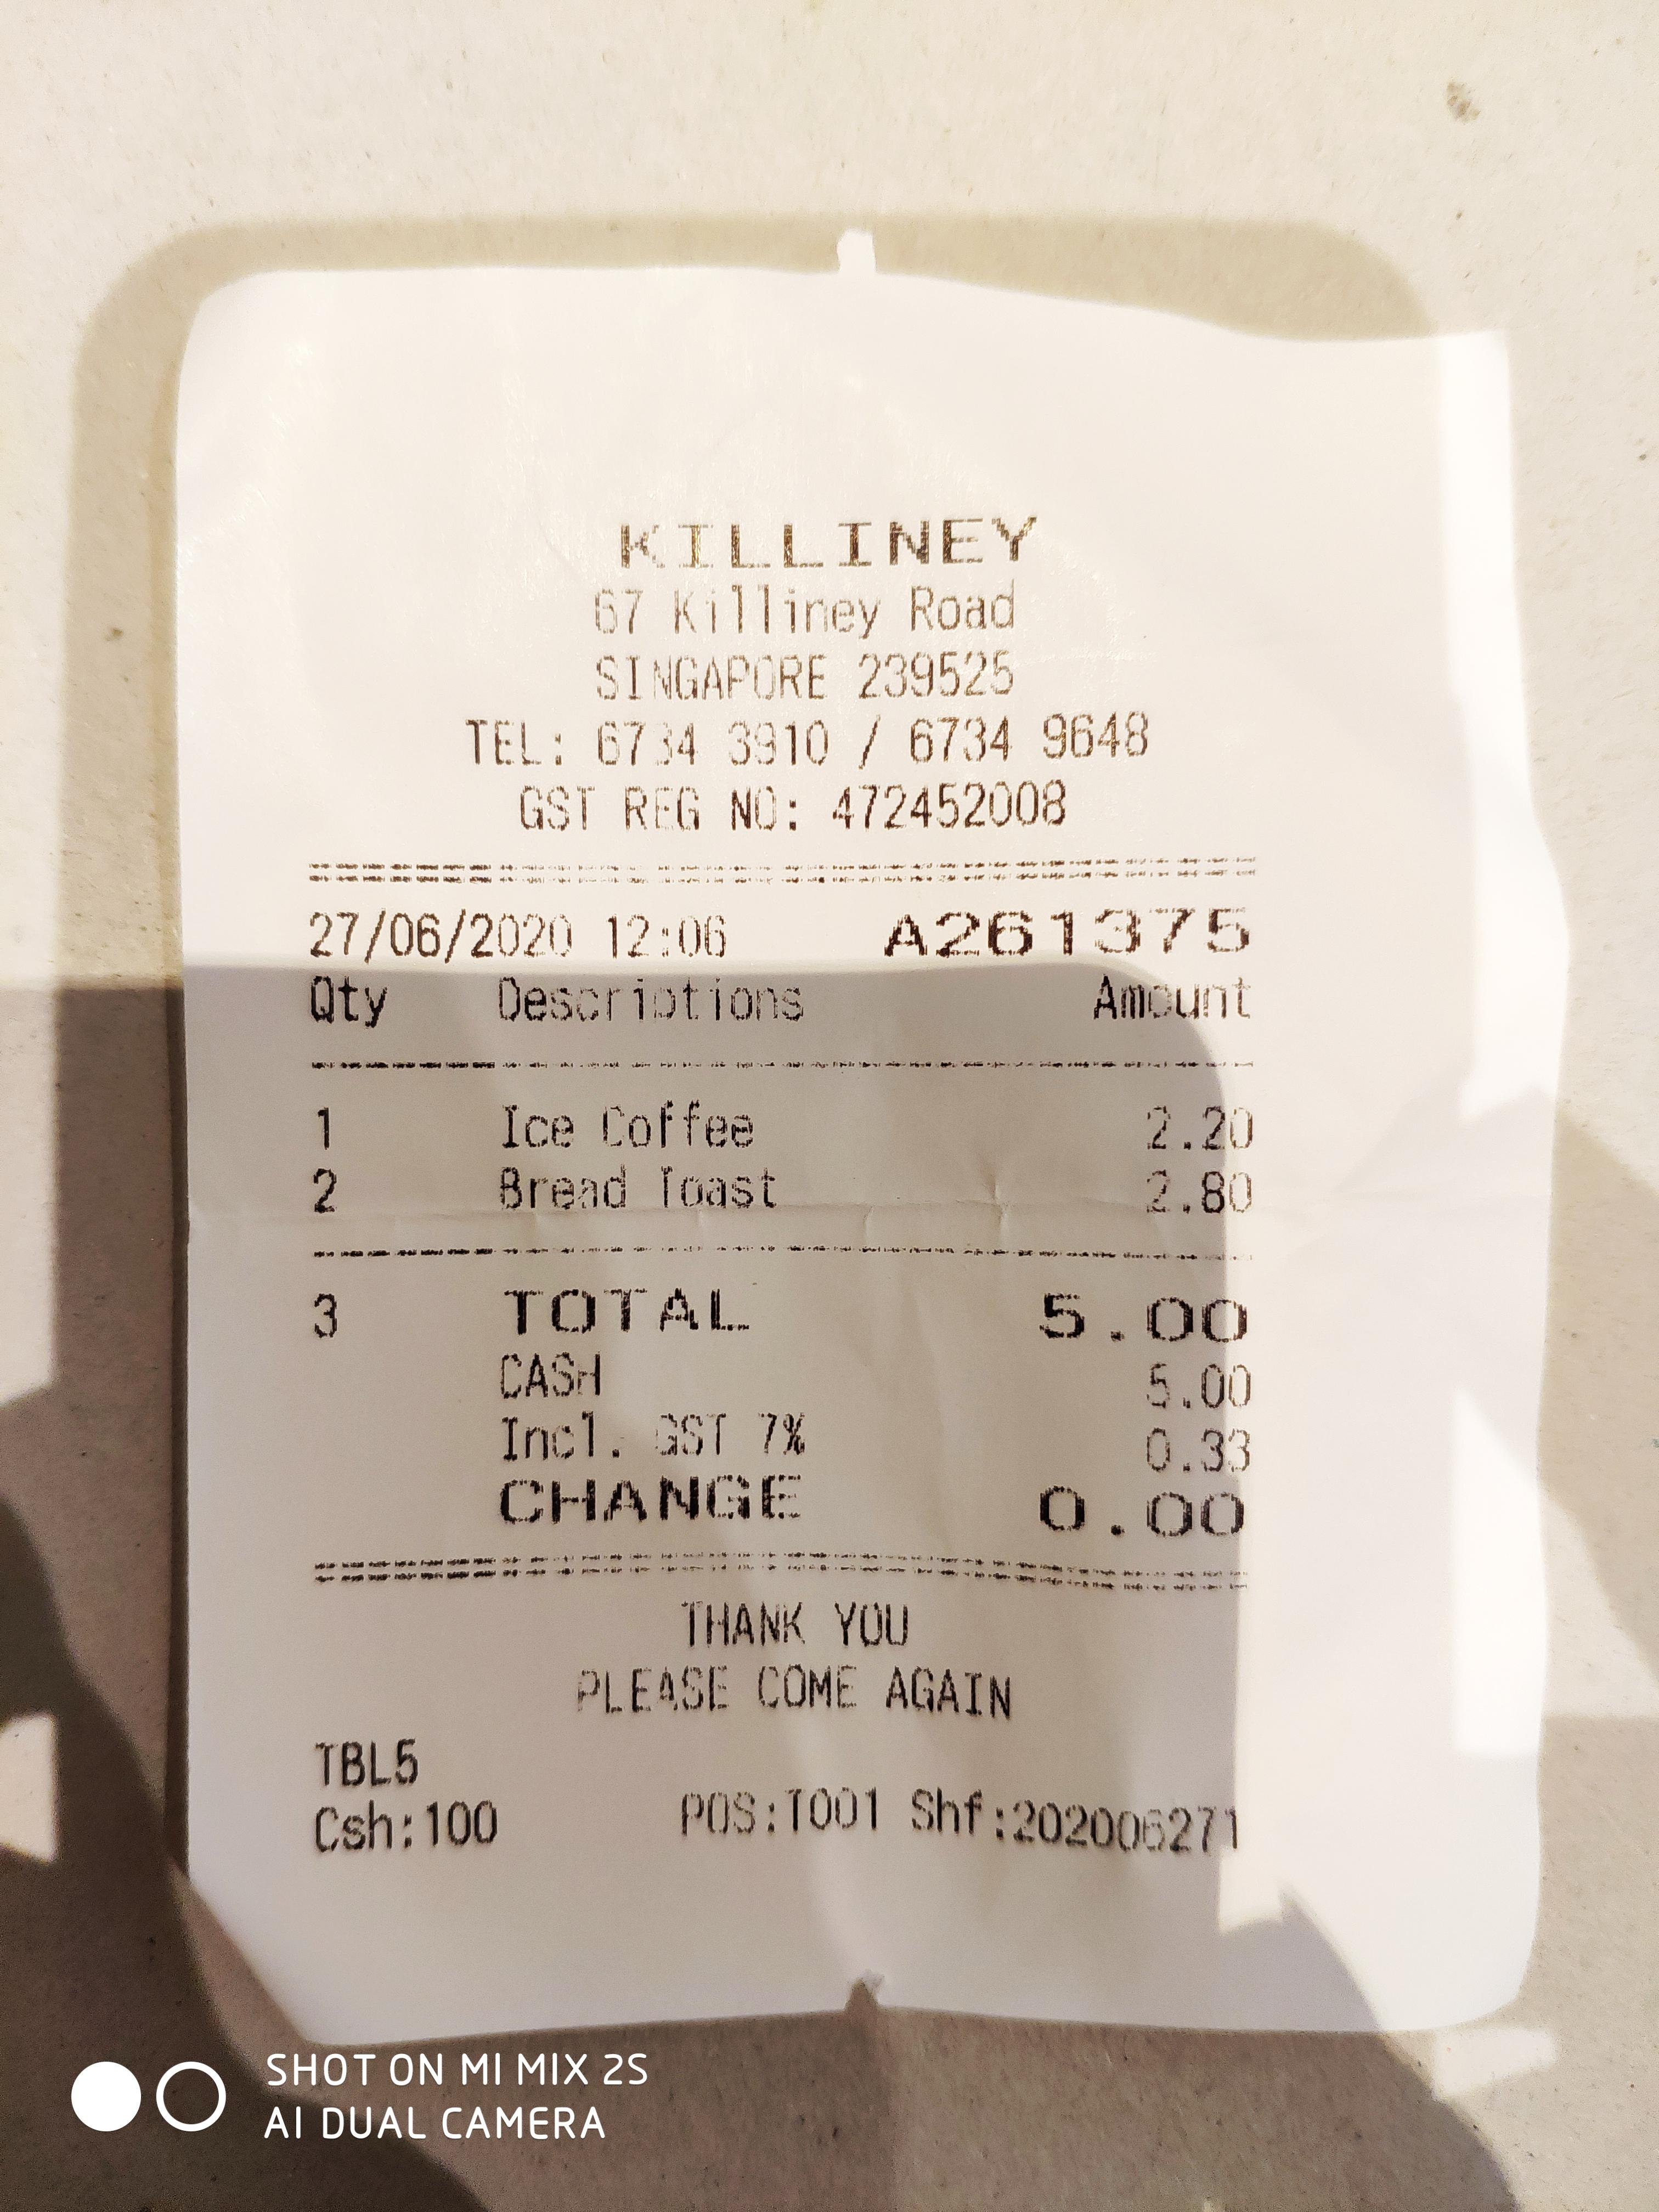 KILLINEY
67 Killiney Road
SINGAPORE 239525
TEL: 6734 3910 / 6734 9648
GST REG NO: 472452008
27/06/2020 12:06 A261375
Qty Descriptions Amount
1 Ice Coffee 2.20
2 Bread Toast 2.80
3 TOTAL 5.00
CASH 5.00
Incl. GST 7% 0.33
CHANGE 0.00
THANK YOU
PLEASE COME AGAIN
TBL5
Csh:100 POS:T001 Shf:202006271
SHOT ON MI MIX 2S
AI DUAL CAMERA